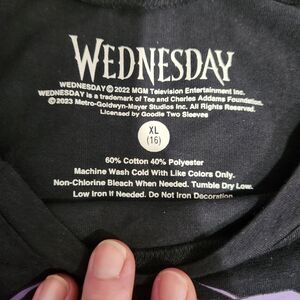 WEDNESDAY
WEDNESDAY © 2022 MGM Television Entertainment Inc.
WEDNESDAY is a trademark of Tee and Charles Addams Foundation.
© 2023 Metro-Goldwyn-Mayer Studios Inc. All Rights Reserved.
Licensed by Goodie Two Sleeves
XL
(16)
60% Cotton 40% Polyester
Machine Wash Cold With Like Colors Only.
Non-Chlorine Bleach When Needed. Tumble Dry Low.
Low Iron If Needed. Do Not Iron Decoration